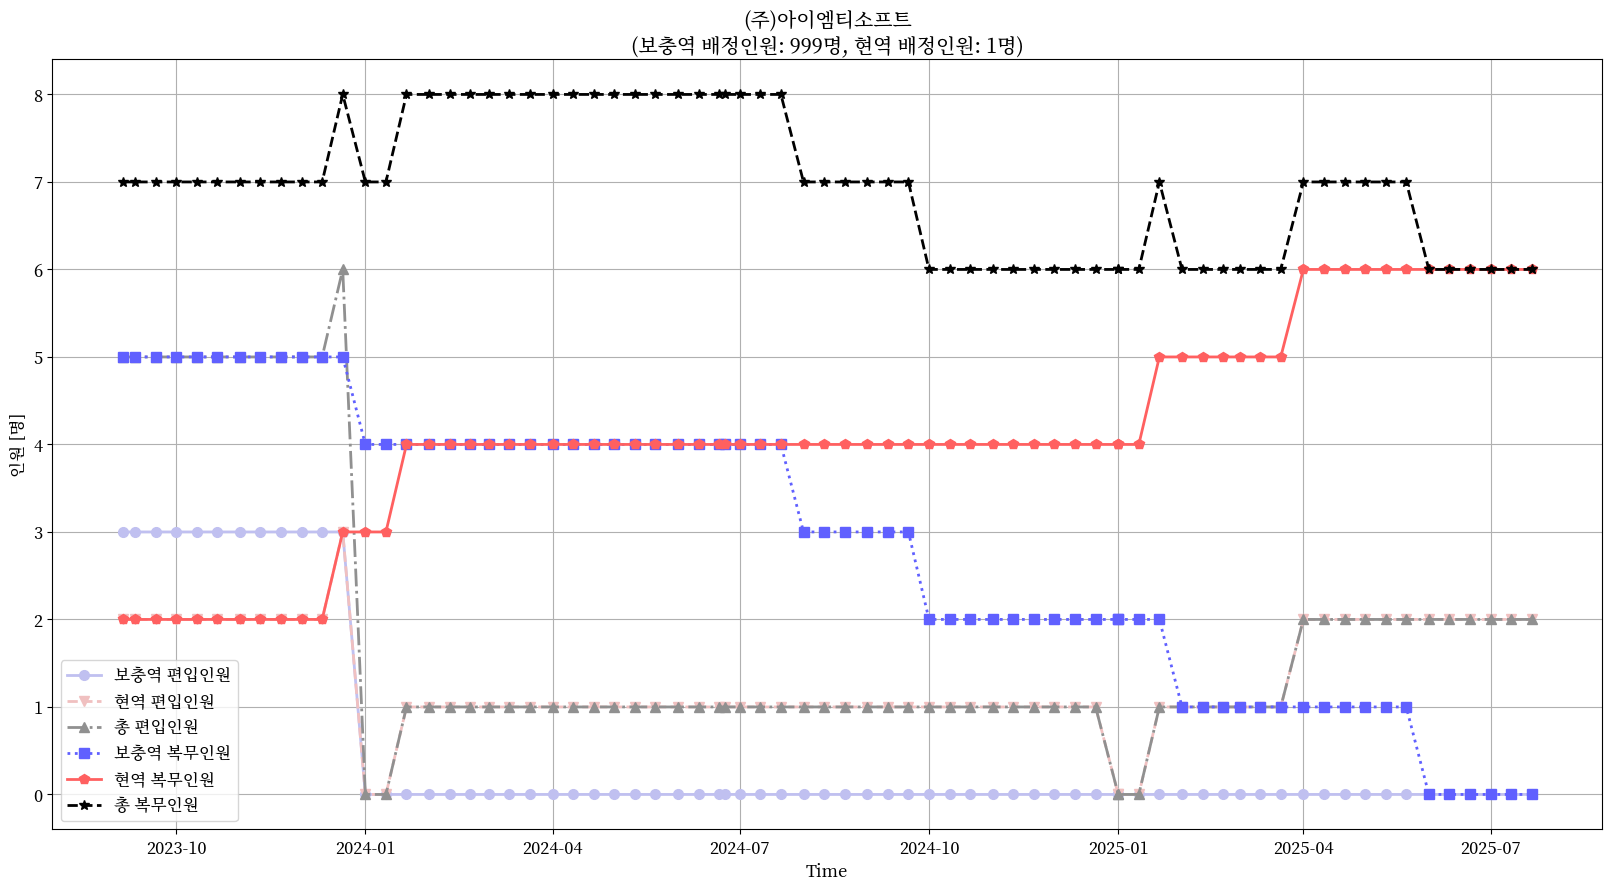 (주)아이엠티소프트
(보충역 배정인원: 999명, 현역 배정인원: 1명)
인원 [명]
8
7
6
5
4
3
2
1
0
보충역 편입인원
현역 편입인원
총 편입인원
보충역 복무인원
현역 복무인원
총 복무인원
2023-10
2024-01
2024-04
2024-07
2024-10
2025-01
2025-04
2025-07
Time